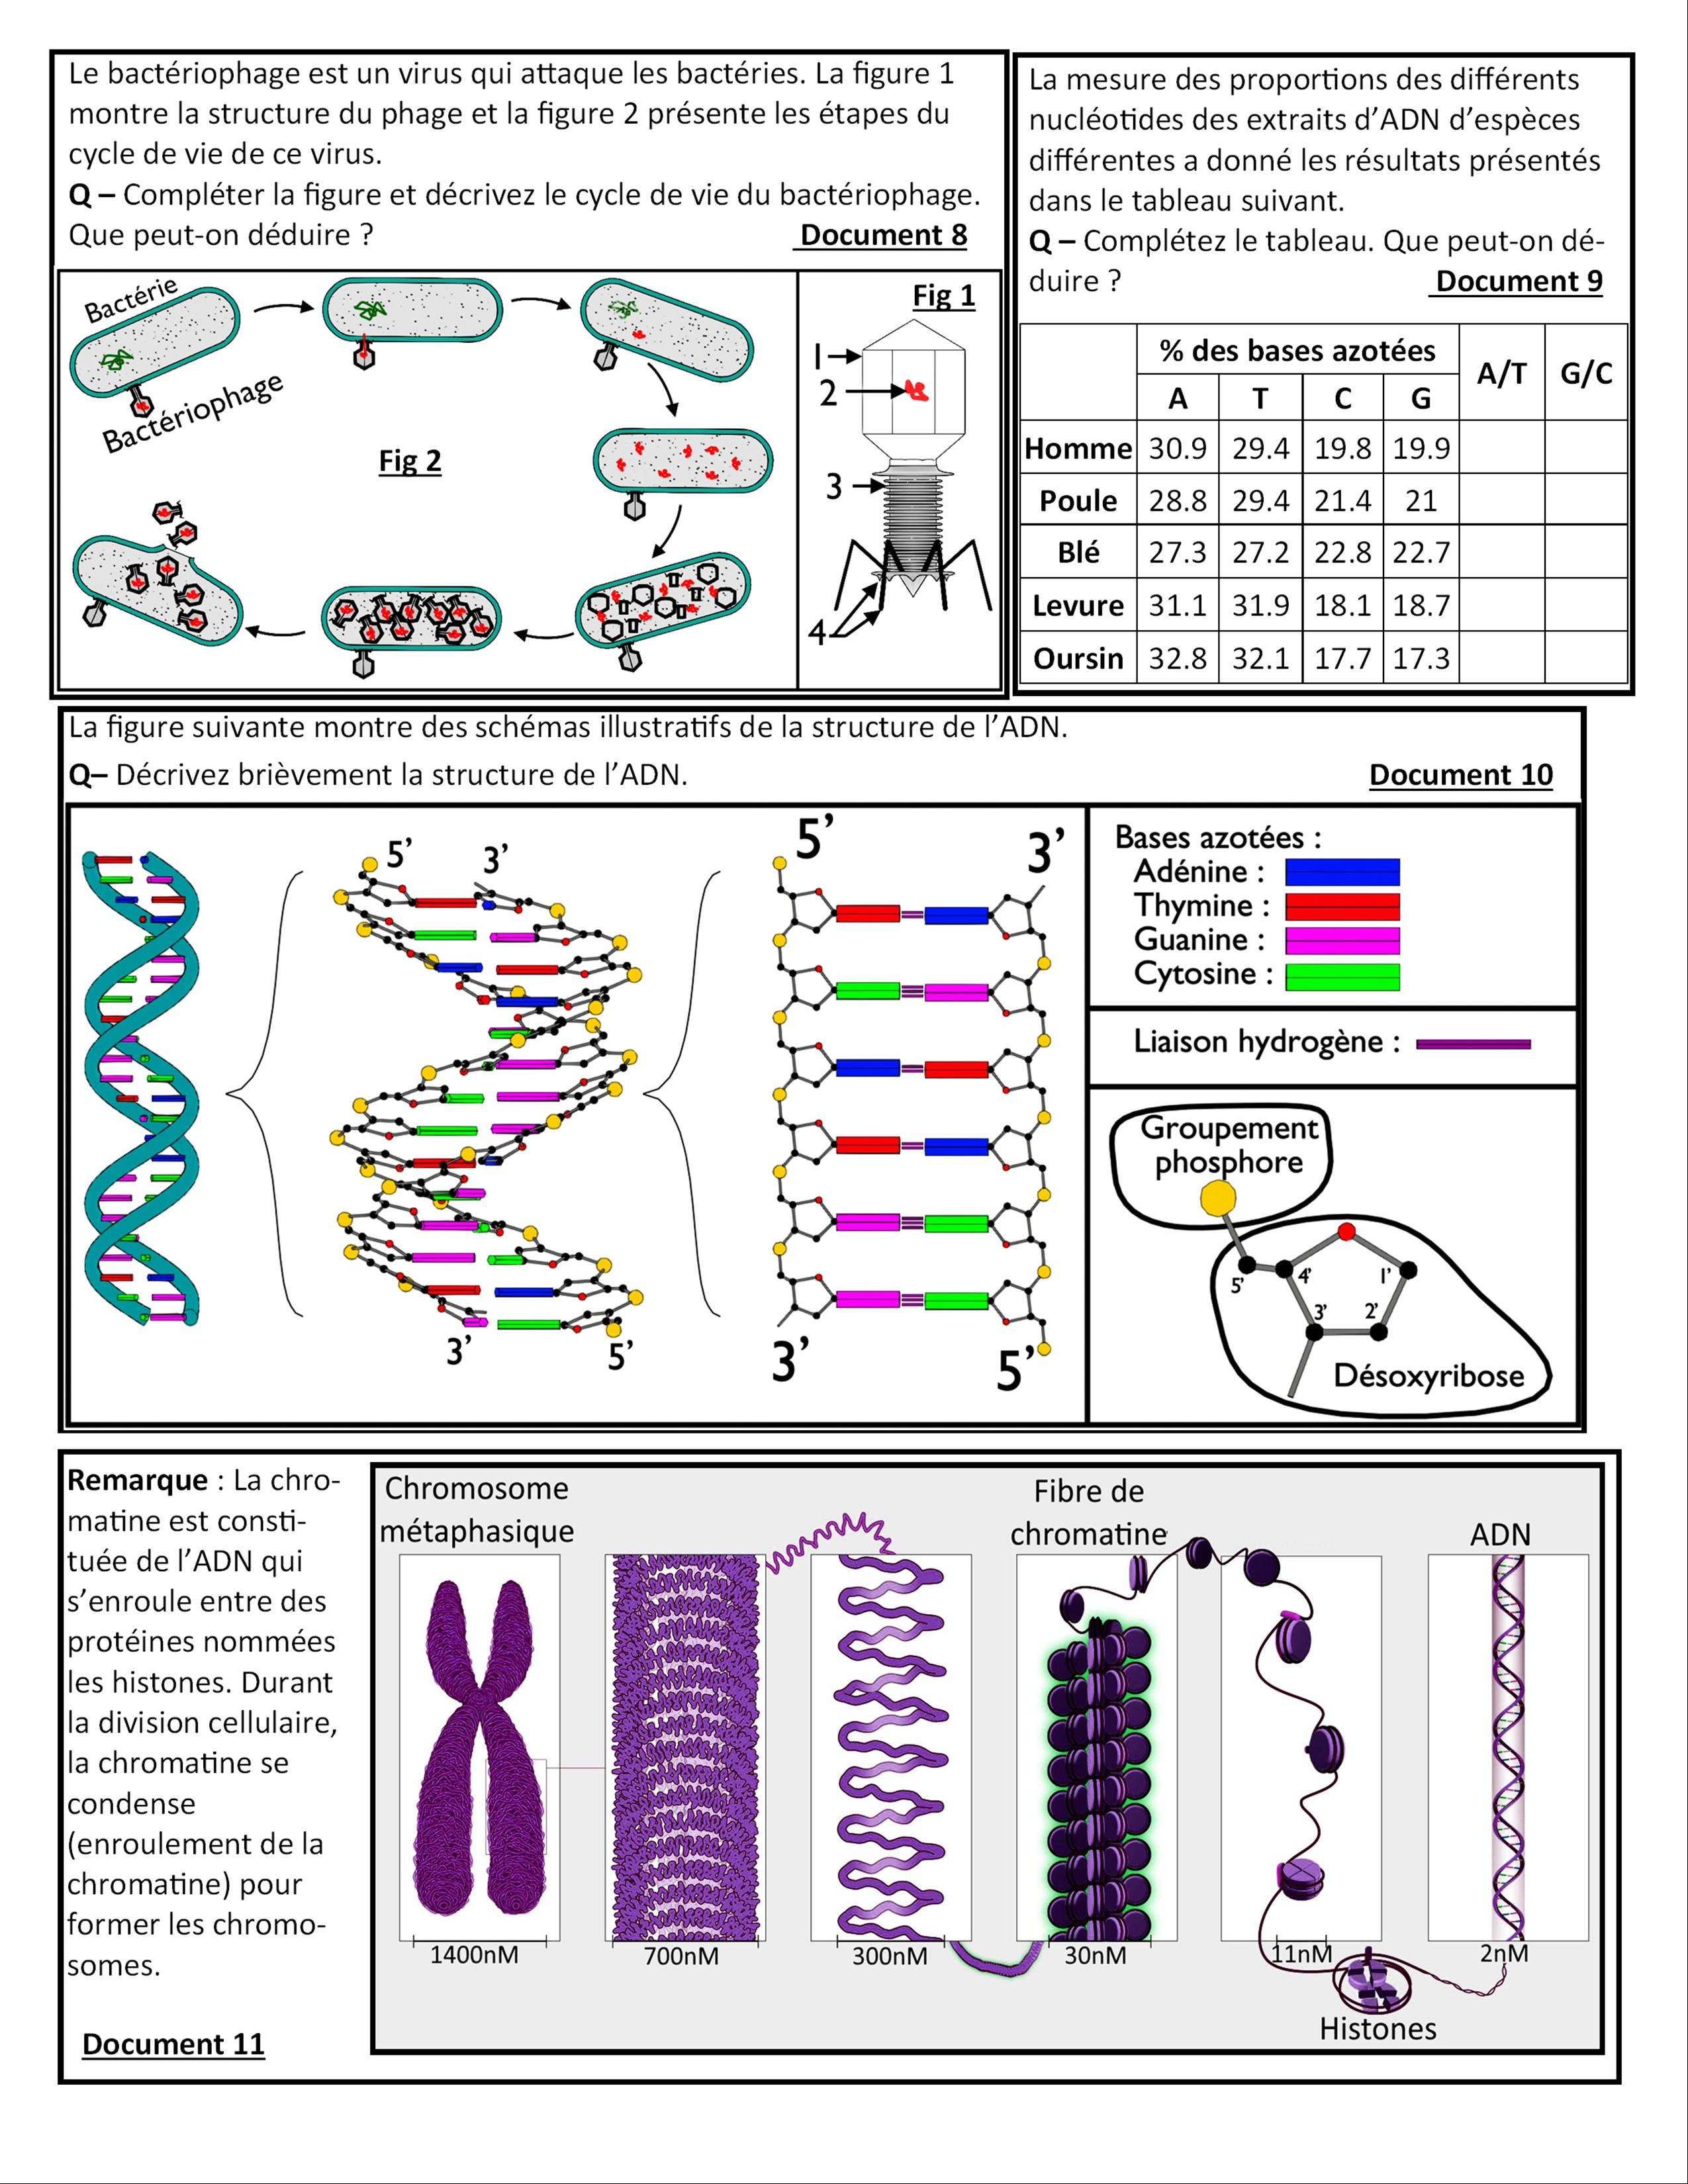 Le bactériophage est un virus qui attaque les bactéries. La figure 1
montre la structure du phage et la figure 2 présente les étapes du
cycle de vie de ce virus.
Q – Compléter la figure et décrivez le cycle de vie du bactériophage.
Que peut-on déduire ? Document 8
Bactérie
Bactériophage
Fig 2
Fig 1
1
2
3
4
La mesure des proportions des différents
nucléotides des extraits d’ADN d’espèces
différentes a donné les résultats présentés
dans le tableau suivant.
Q – Complétez le tableau. Que peut-on dé-
duire ? Document 9
% des bases azotées A/T G/C
A T C G
Homme 30.9 29.4 19.8 19.9
Poule 28.8 29.4 21.4 21
Blé 27.3 27.2 22.8 22.7
Levure 31.1 31.9 18.1 18.7
Oursin 32.8 32.1 17.7 17.3
La figure suivante montre des schémas illustratifs de la structure de l’ADN.
Q– Décrivez brièvement la structure de l’ADN. Document 10
5’ 3’
3’ 5’
5’ 3’
3’ 5’
Bases azotées :
Adénine :
Thymine :
Guanine :
Cytosine :
Liaison hydrogène :
Groupement
phosphore
5’ 4’ 1’
3’ 2’
Désoxyribose
Remarque : La chro-
matine est consti-
tuée de l’ADN qui
s’enroule entre des
protéines nommées
les histones. Durant
la division cellulaire,
la chromatine se
condense
(enroulement de la
chromatine) pour
former les chromo-
somes.
Document 11
Chromosome
métaphasique
Fibre de
chromatine
ADN
1400nM 700nM 300nM 30nM 11nM 2nM
Histones